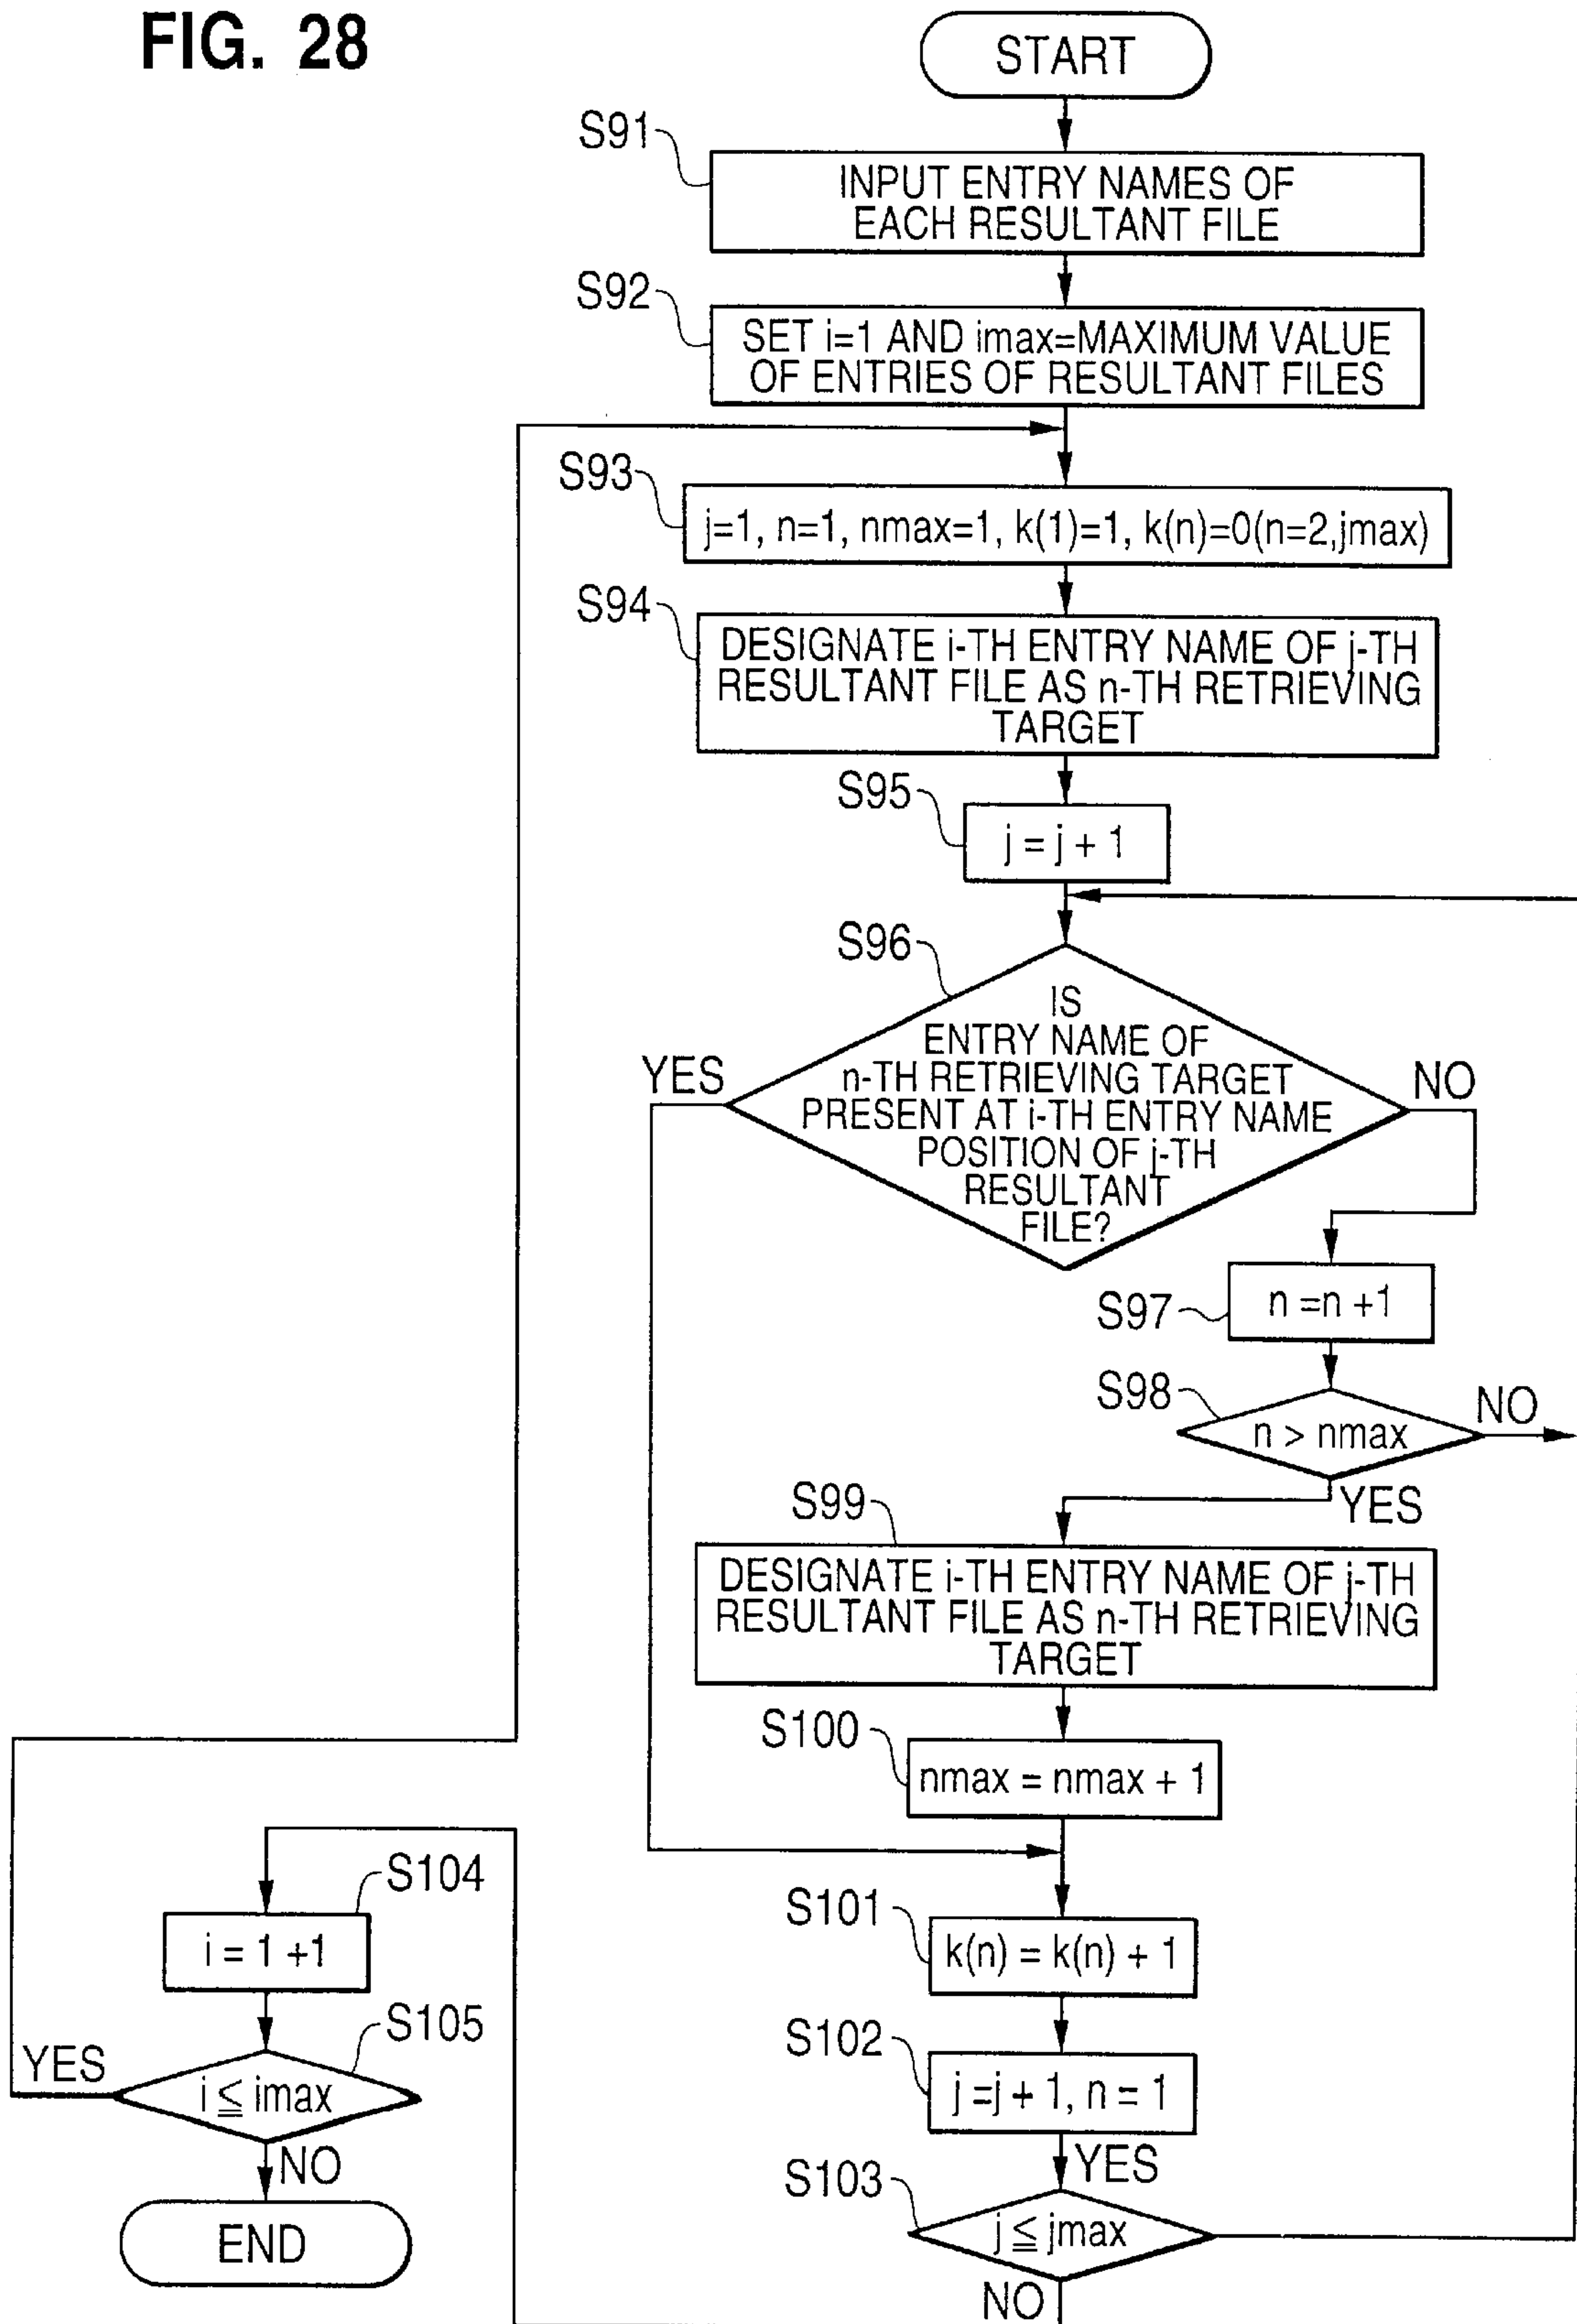 FIG. 28
START
S91
INPUT ENTRY NAMES OF
EACH RESULTANT FILE
S92
SET i=1 AND imax=MAXIMUM VALUE
OF ENTRIES OF RESULTANT FILES
S93
j=1, n=1, nmax=1, k(1)=1, k(n)=0(n=2,jmax)
S94
DESIGNATE i-TH ENTRY NAME OF j-TH
RESULTANT FILE AS n-TH RETRIEVING
TARGET
S95
j = j + 1
S96
IS
ENTRY NAME OF
n-TH RETRIEVING TARGET
PRESENT AT i-TH ENTRY NAME
POSITION OF j-TH
RESULTANT
FILE?
YES
NO
S97
n =n +1
S98
n > nmax
NO
YES
S99
DESIGNATE i-TH ENTRY NAME OF j-TH
RESULTANT FILE AS n-TH RETRIEVING
TARGET
S100
nmax = nmax + 1
S101
k(n) = k(n) + 1
S102
j =j + 1, n = 1
YES
S103
j ≦ jmax
NO
S104
i = 1 +1
S105
YES
i ≦ imax
NO
END